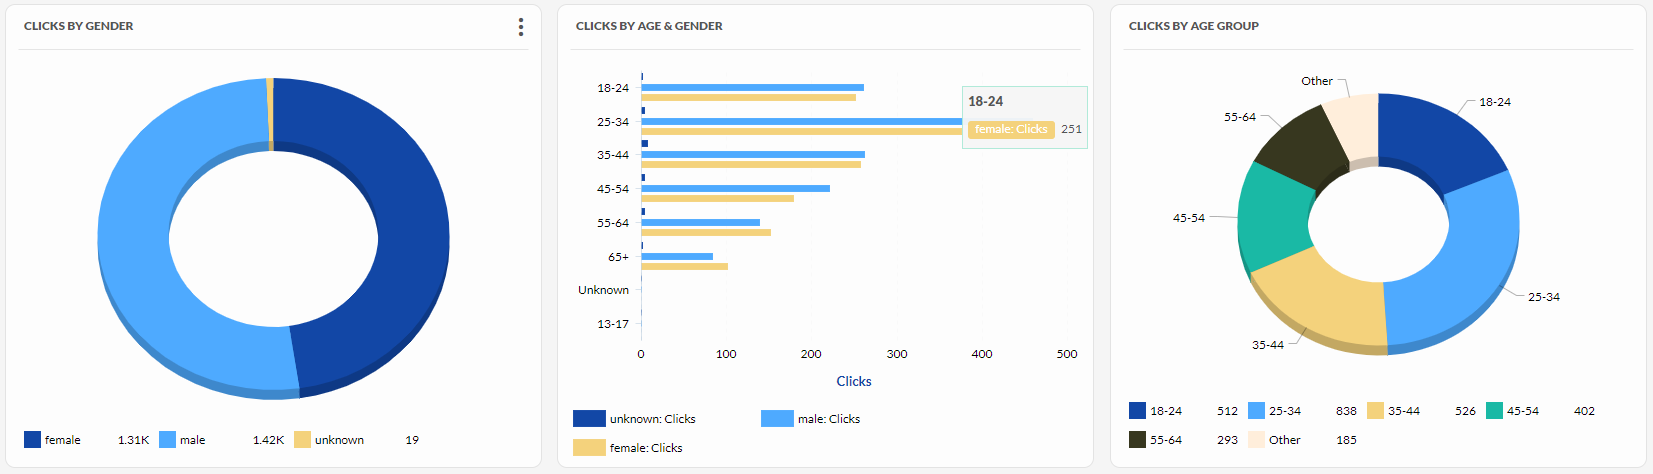 CLICKS BY GENDER
female 1.31K male 1.42K unknown 19
CLICKS BY AGE & GENDER
18-24
25-34
35-44
45-54
55-64
65+
Unknown
13-17
0 100 200 300 400 500
Clicks
18-24
female: Clicks 251
unknown: Clicks male: Clicks
female: Clicks
CLICKS BY AGE GROUP
Other
18-24
55-64
45-54
25-34
35-44
18-24 512 25-34 838 35-44 526 45-54 402
55-64 293 Other 185